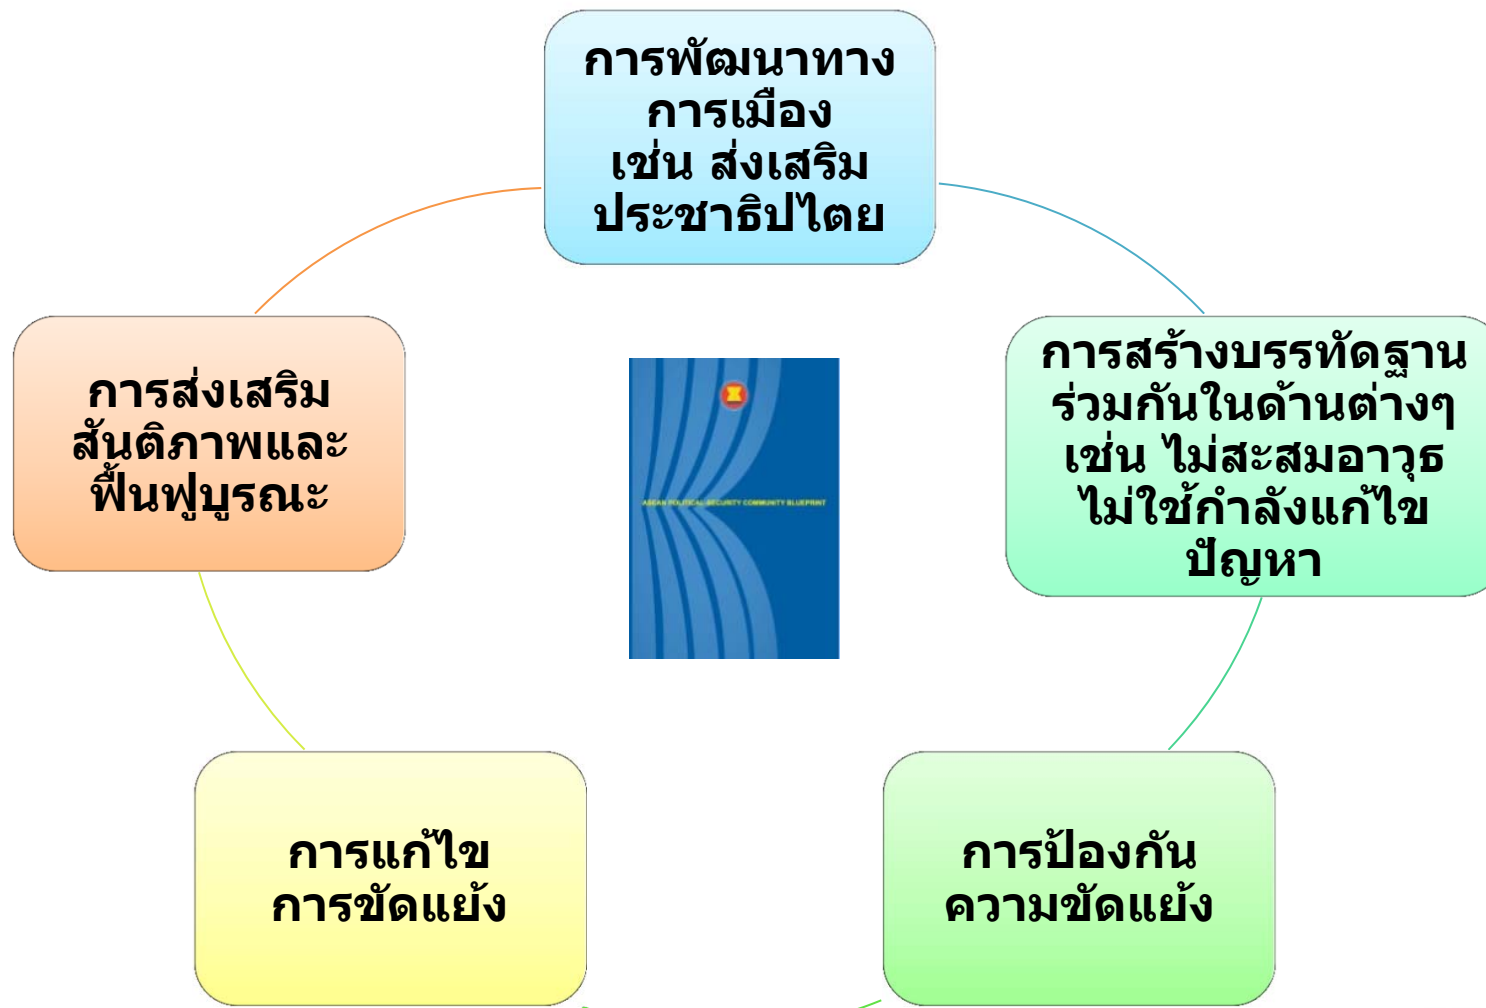 การพัฒนาทาง
การเมือง
เช่น ส่งเสริม
ประชาธิปไตย
การสร้างบรรทัดฐาน
ร่วมกันในด้านต่างๆ
เช่น ไม่สะสมอาวุธ
ไม่ใช้กำลังแก้ไข
ปัญหา
การป้องกัน
ความขัดแย้ง
การแก้ไข
การขัดแย้ง
การส่งเสริม
สันติภาพและ
ฟื้นฟูบูรณะ
ASEAN POLITICAL-SECURITY COMMUNITY BLUEPRINT